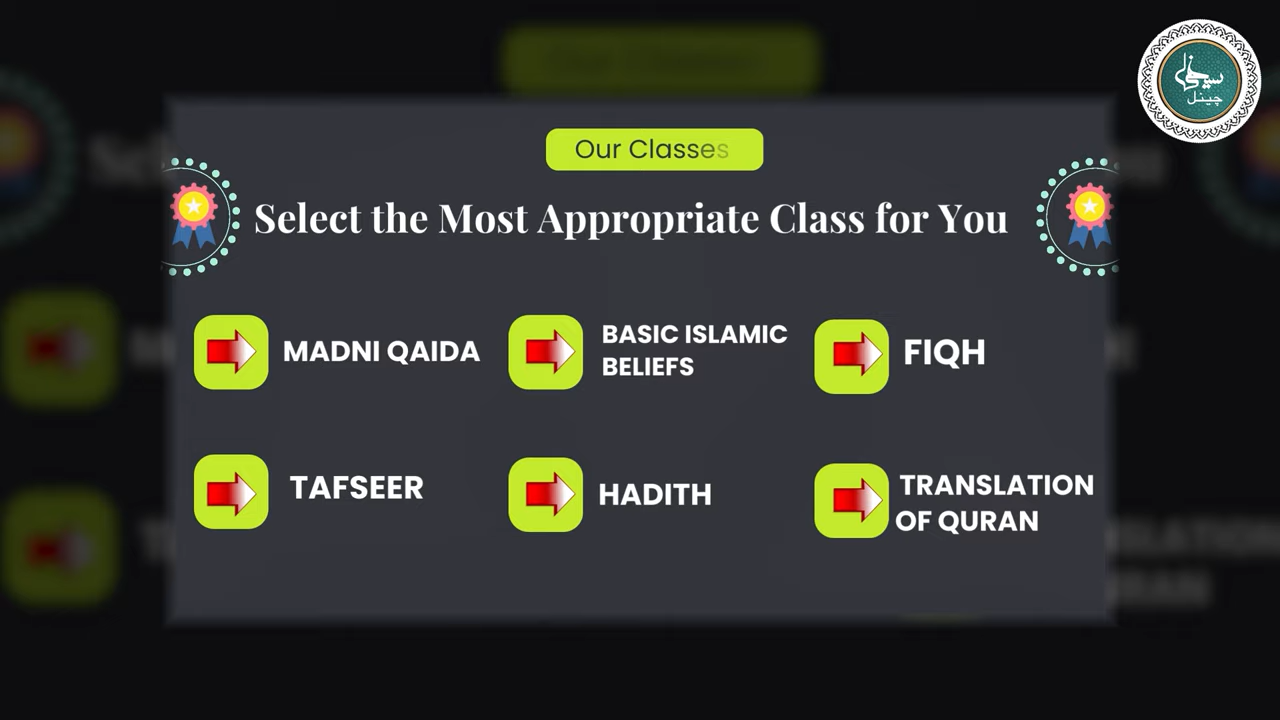 Our Classes
Select the Most Appropriate Class for You
MADNI QAIDA
BASIC ISLAMIC
BELIEFS
FIQH
TAFSEER
HADITH
TRANSLATION
OF QURAN
چینل